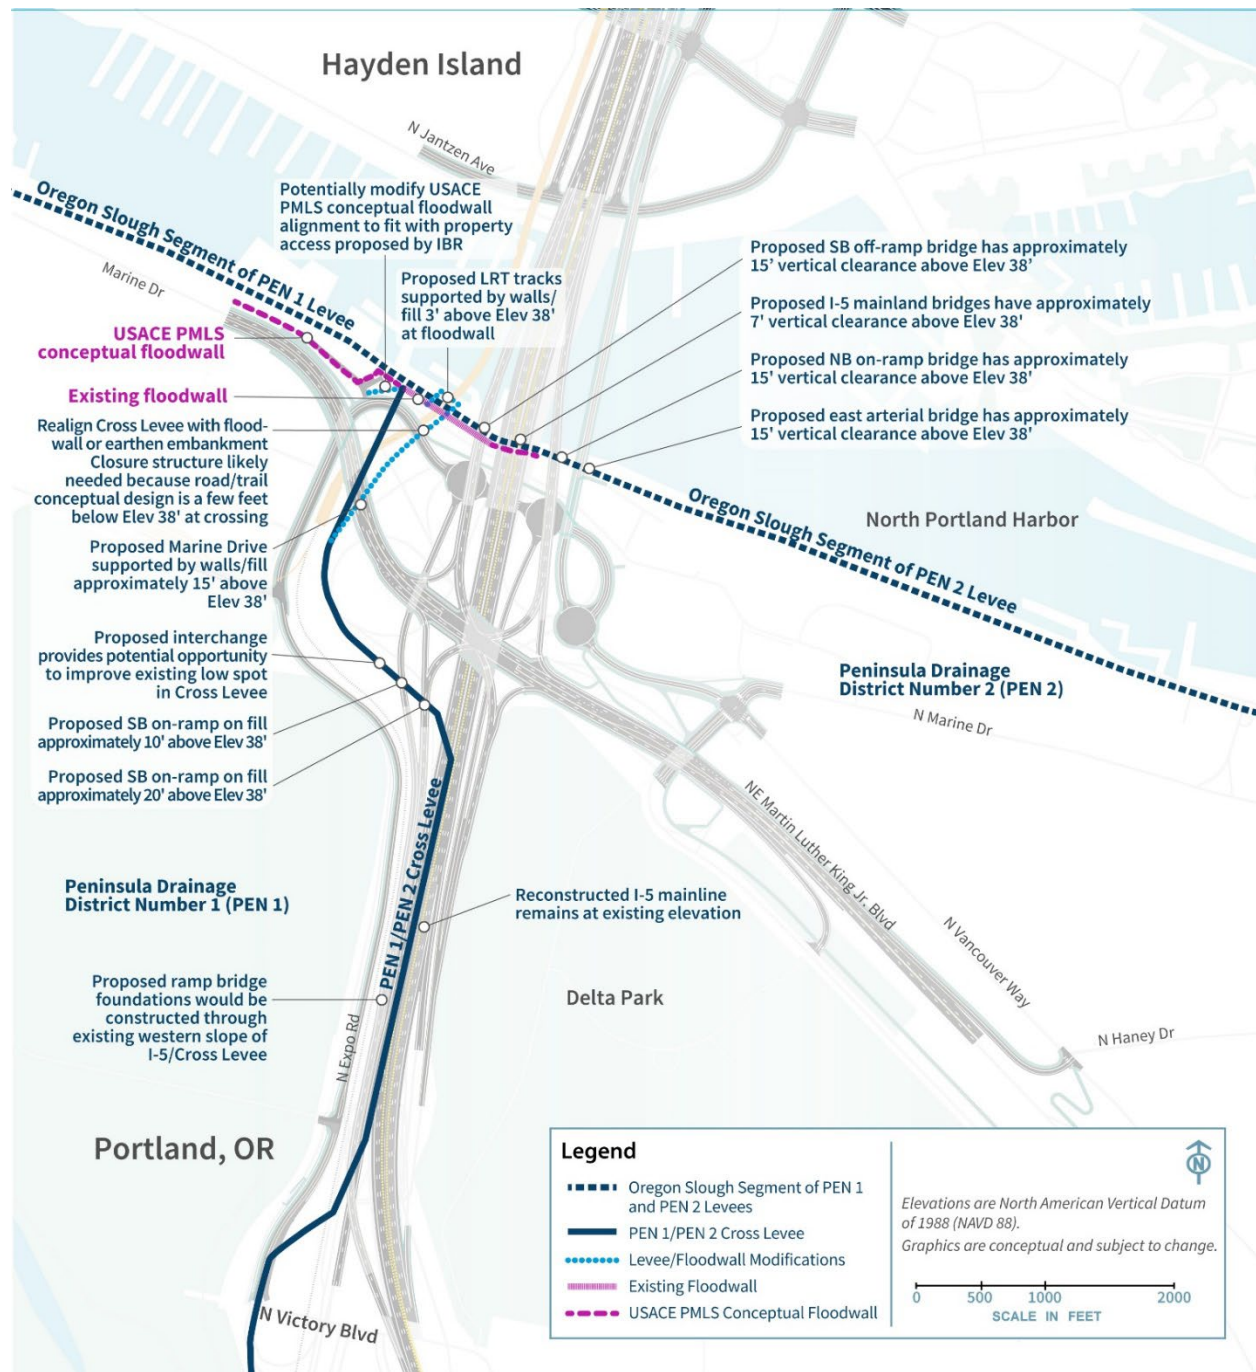 Hayden Island
N Jantzen Ave
Oregon Slough Segment of PEN 1 Levee
Marine Dr
Potentially modify USACE
PMLS conceptual floodwall
alignment to fit with property
access proposed by IBR
Proposed LRT tracks
supported by walls/
fill 3' above Elev 38'
at floodwall
Proposed SB off-ramp bridge has approximately
15’ vertical clearance above Elev 38’
Proposed I-5 mainland bridges have approximately
7' vertical clearance above Elev 38'
Proposed NB on-ramp bridge has approximately
15' vertical clearance above Elev 38'
Proposed east arterial bridge has approximately
15' vertical clearance above Elev 38'
USACE PMLS
conceptual floodwall
Existing floodwall
Realign Cross Levee with flood-
wall or earthen embankment
Closure structure likely
needed because road/trail
conceptual design is a few feet
below Elev 38' at crossing
Proposed Marine Drive
supported by walls/fill
approximately 15' above
Elev 38'
Proposed interchange
provides potential opportunity
to improve existing low spot
in Cross Levee
Proposed SB on-ramp on fill
approximately 10' above Elev 38'
Proposed SB on-ramp on fill
approximately 20' above Elev 38'
Oregon Slough Segment of PEN 2 Levee
North Portland Harbor
Peninsula Drainage
District Number 2 (PEN 2)
N Marine Dr
NE Martin Luther King Jr. Blvd
N Vancouver Way
N Haney Dr
PEN 1/PEN 2 Cross Levee
Peninsula Drainage
District Number 1 (PEN 1)
Reconstructed I-5 mainline
remains at existing elevation
Proposed ramp bridge
foundations would be
constructed through
existing western slope of
I-5/Cross Levee
N Expo Rd
Delta Park
Portland, OR
N Victory Blvd
Legend
Oregon Slough Segment of PEN 1
and PEN 2 Levees
PEN 1/PEN 2 Cross Levee
Levee/Floodwall Modifications
Existing Floodwall
USACE PMLS Conceptual Floodwall
N
Elevations are North American Vertical Datum
of 1988 (NAVD 88).
Graphics are conceptual and subject to change.
0 500 1000 2000
SCALE IN FEET